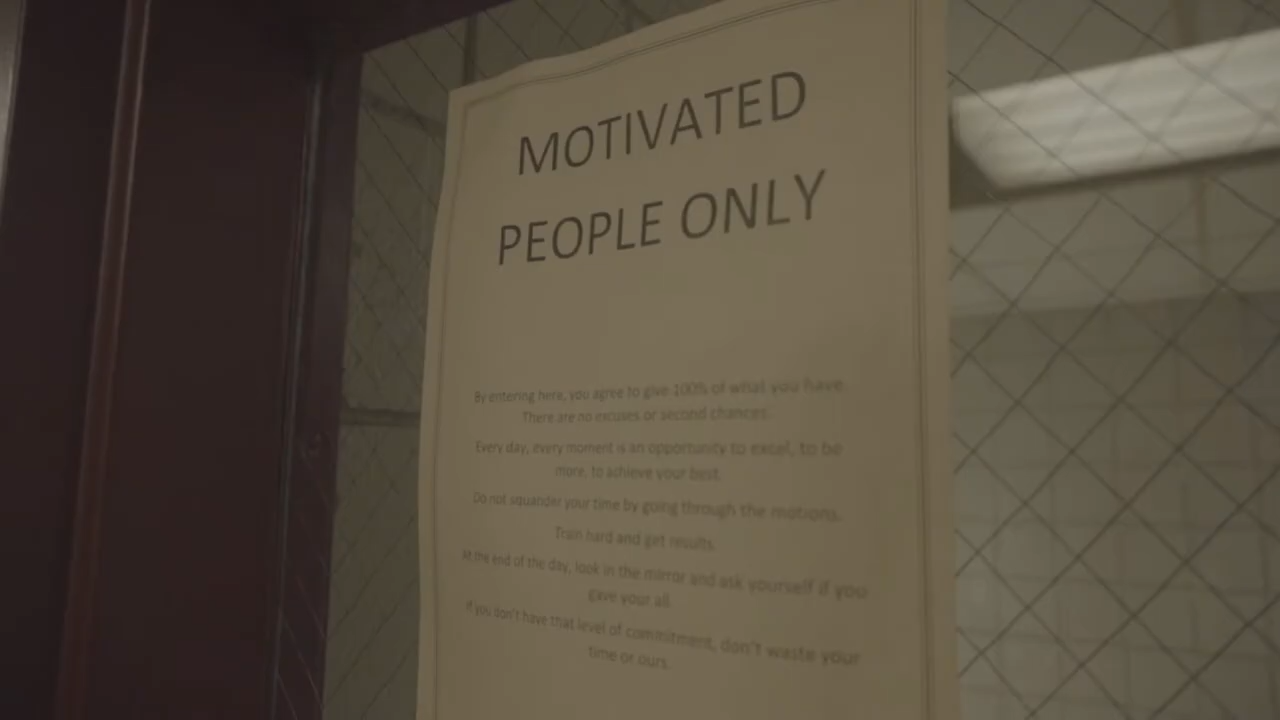 MOTIVATED
PEOPLE ONLY
By entering here, you agree to give 100% of what you have.
There are no excuses or second chances.
Every day, every moment is an opportunity to excel, to be
more, to achieve your best.
Do not squander your time by going through the motions.
Train hard and get results.
At the end of the day, look in the mirror and ask yourself if you
gave your all.
If you don't have that level of commitment, don't waste your
time or ours.